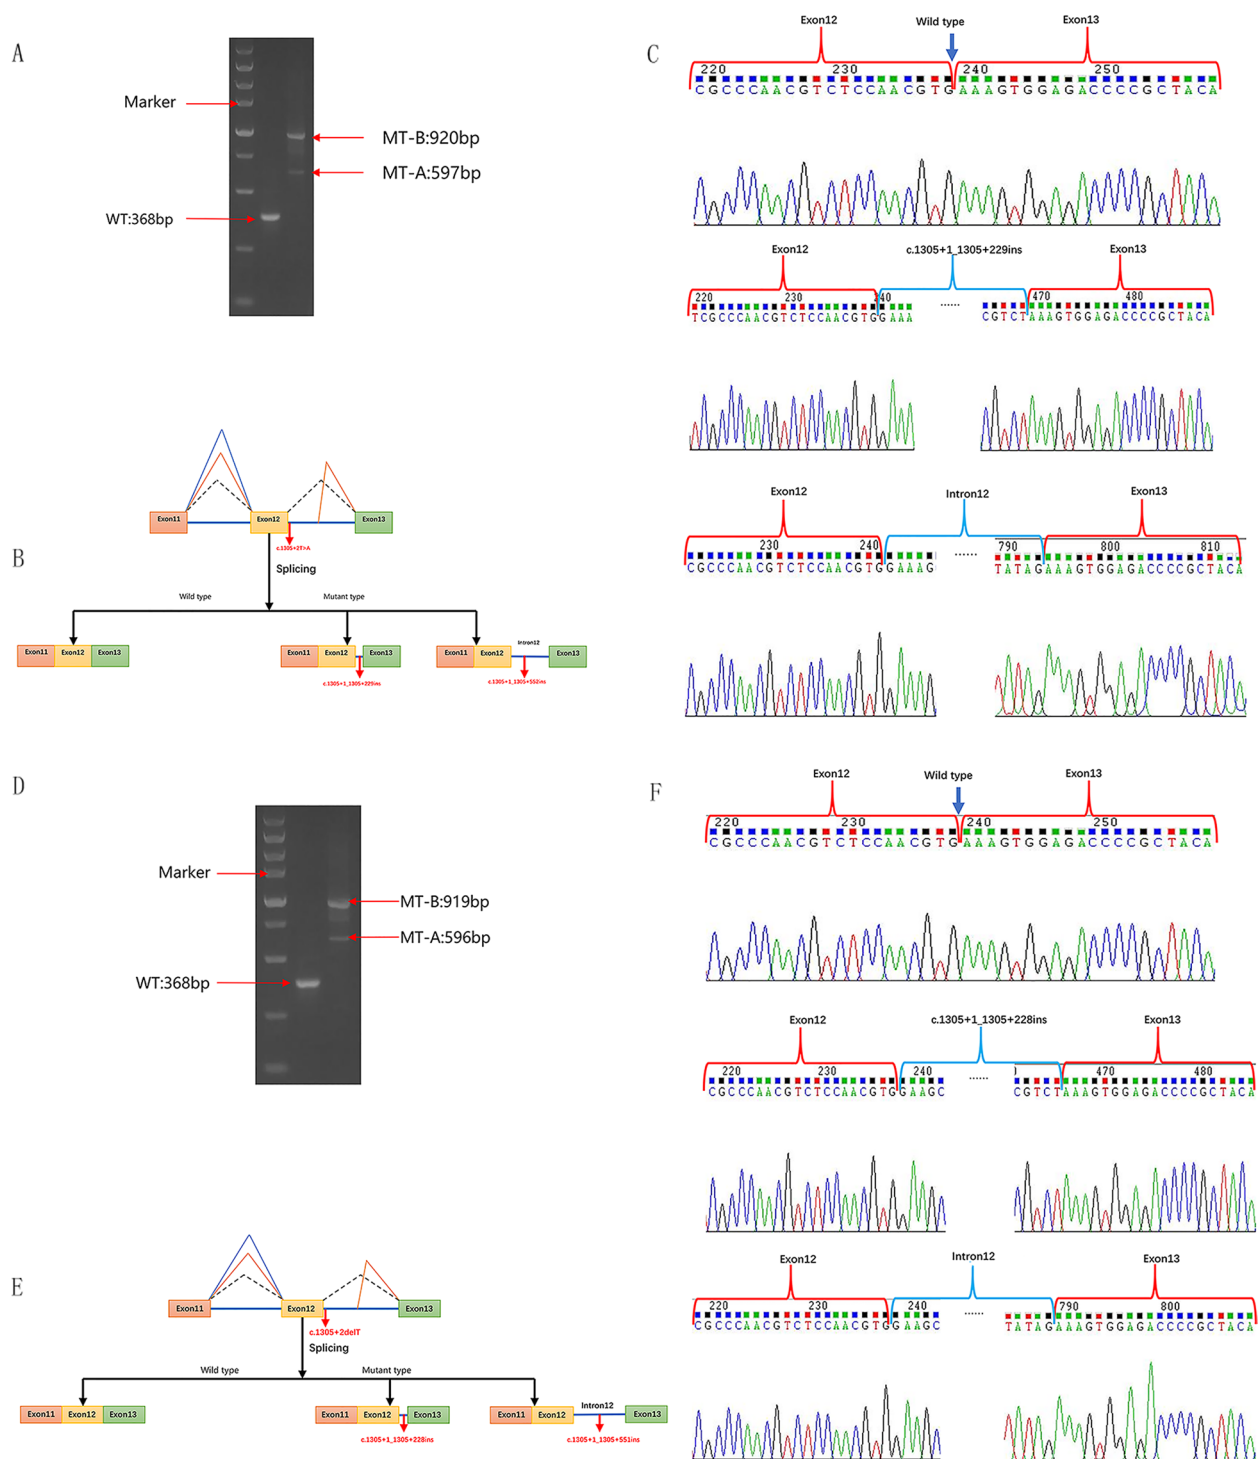 A
Marker
MT-B:920bp
MT-A:597bp
WT:368bp
B
Exon11
Exon12
Exon13
c.1305+2T>A
Splicing
Wild type
Mutant type
Exon11 Exon12 Exon13
Exon11 Exon12 Exon13
c.1305+1_1305+229ins
Intron12
Exon11 Exon12 Exon13
c.1305+1_1305+552ins
C
Exon12 Wild type Exon13
220 230 240 250
CGCCCAACGTCTCCAACGTGAAAGTGGAGACCCCGCTACA
Exon12 c.1305+1_1305+229ins Exon13
220 230 240 470 480
TCGCCCAACGTCTCCAACGTGGAAA ...... CGTCTAAAGTGGAGACCCCGCTACA
Exon12 Intron12 Exon13
230 240 790 800 810
CGCCCAACGTCTCCAACGTGGAAAG ...... TATAGAAAGTGGAGACCCCGCTACA
D
Marker
MT-B:919bp
MT-A:596bp
WT:368bp
E
Exon11
Exon12
Exon13
c.1305+2delT
Splicing
Wild type
Mutant type
Exon11 Exon12 Exon13
Exon11 Exon12 Exon13
c.1305+1_1305+228ins
Intron12
Exon11 Exon12 Exon13
c.1305+1_1305+551ins
F
Exon12 Wild type Exon13
220 230 240 250
CGCCCAACGTCTCCAACGTGAAAGTGGAGACCCCGCTACA
Exon12 c.1305+1_1305+228ins Exon13
220 230 240 470 480
CGCCCAACGTCTCCAACGTGGAAGC ...... CGTCTAAAGTGGAGACCCCGCTACA
Exon12 Intron12 Exon13
220 230 240 790 800
CGCCCAACGTCTCCAACGTGGAAGC ...... TATAGAAAGTGGAGACCCCGCTACA